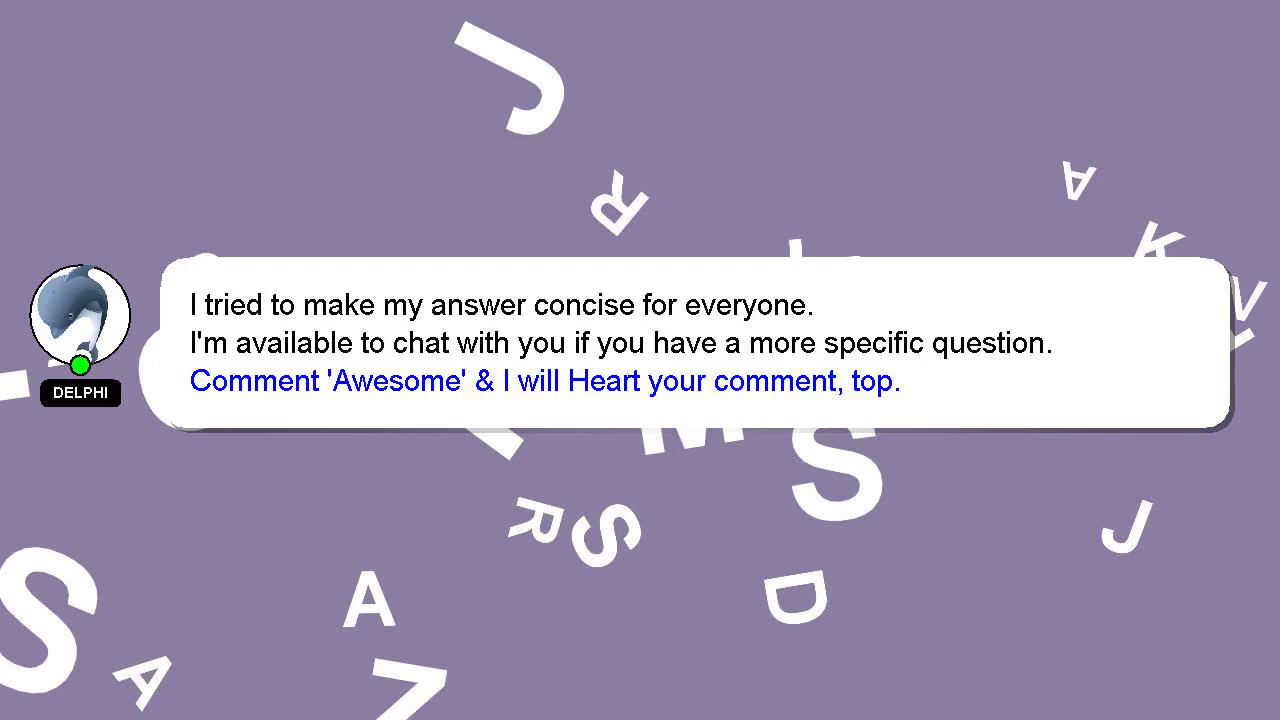 I tried to make my answer concise for everyone.
I'm available to chat with you if you have a more specific question.
Comment 'Awesome' & I will Heart your comment, top.
DELPHI
J
R
A
K
V
M
S
R
S
J
D
A
S
A
Z